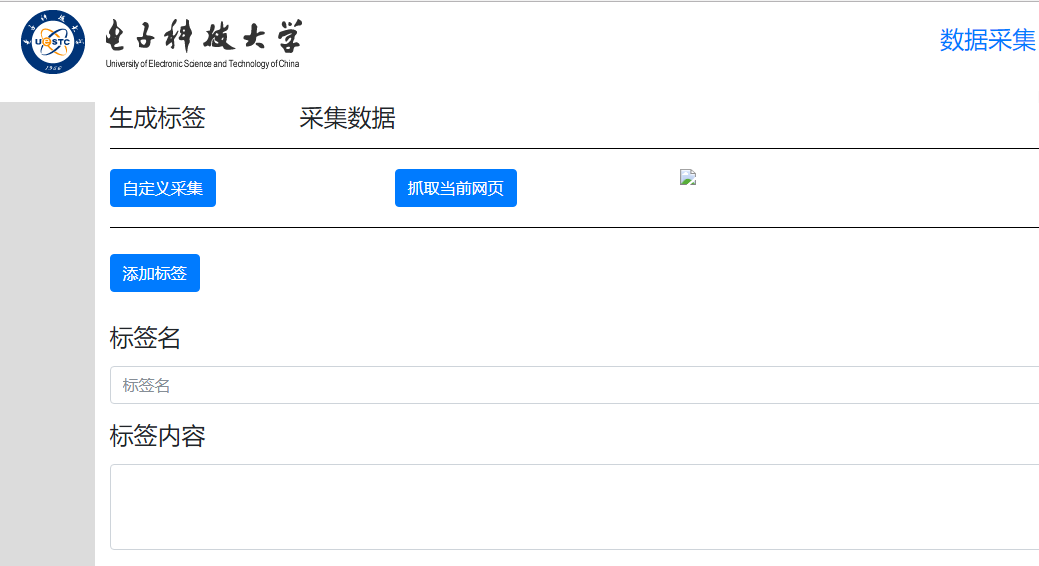 电子科技大学
University of Electronic Science and Technology of China
UESTC
1956
数据采集
生成标签 采集数据
自定义采集 抓取当前网页
添加标签
标签名
标签名
标签内容